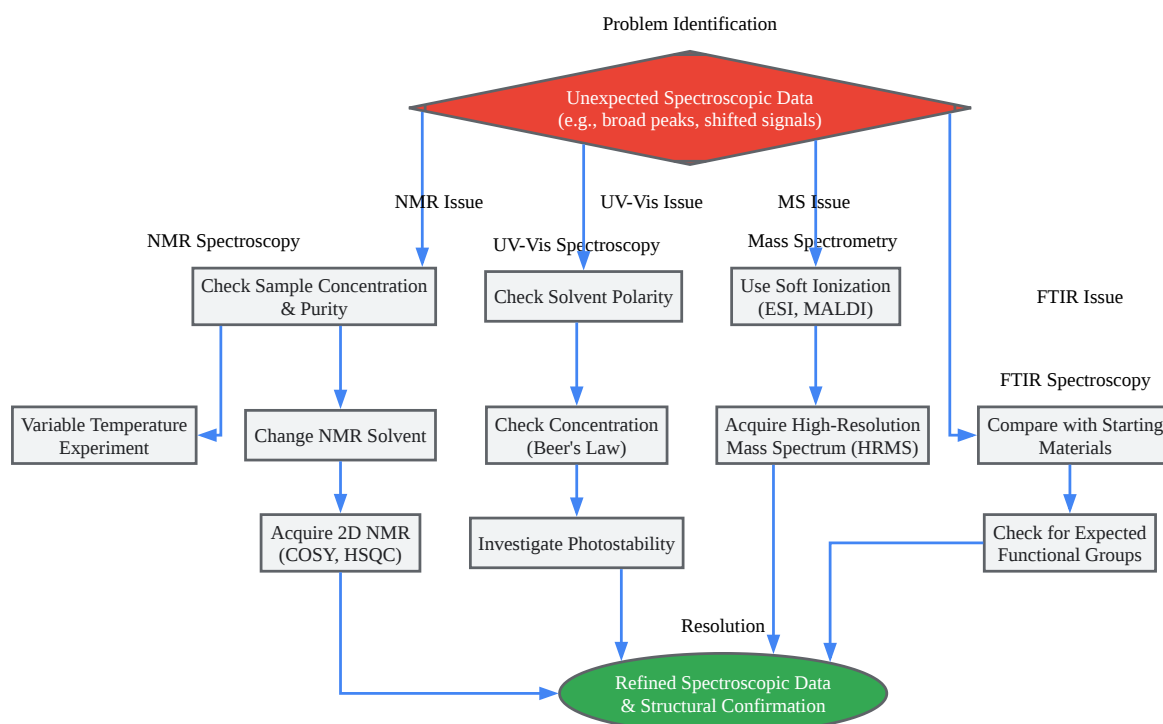 Problem Identification
Unexpected Spectroscopic Data
(e.g., broad peaks, shifted signals)
NMR Issue
UV-Vis Issue
MS Issue
NMR Spectroscopy
UV-Vis Spectroscopy
Mass Spectrometry
Check Sample Concentration
& Purity
Check Solvent Polarity
Use Soft Ionization
(ESI, MALDI)
FTIR Issue
FTIR Spectroscopy
Variable Temperature
Experiment
Change NMR Solvent
Check Concentration
(Beer's Law)
Acquire High-Resolution
Mass Spectrum (HRMS)
Compare with Starting
Materials
Acquire 2D NMR
(COSY, HSQC)
Investigate Photostability
Check for Expected
Functional Groups
Resolution
Refined Spectroscopic Data
& Structural Confirmation